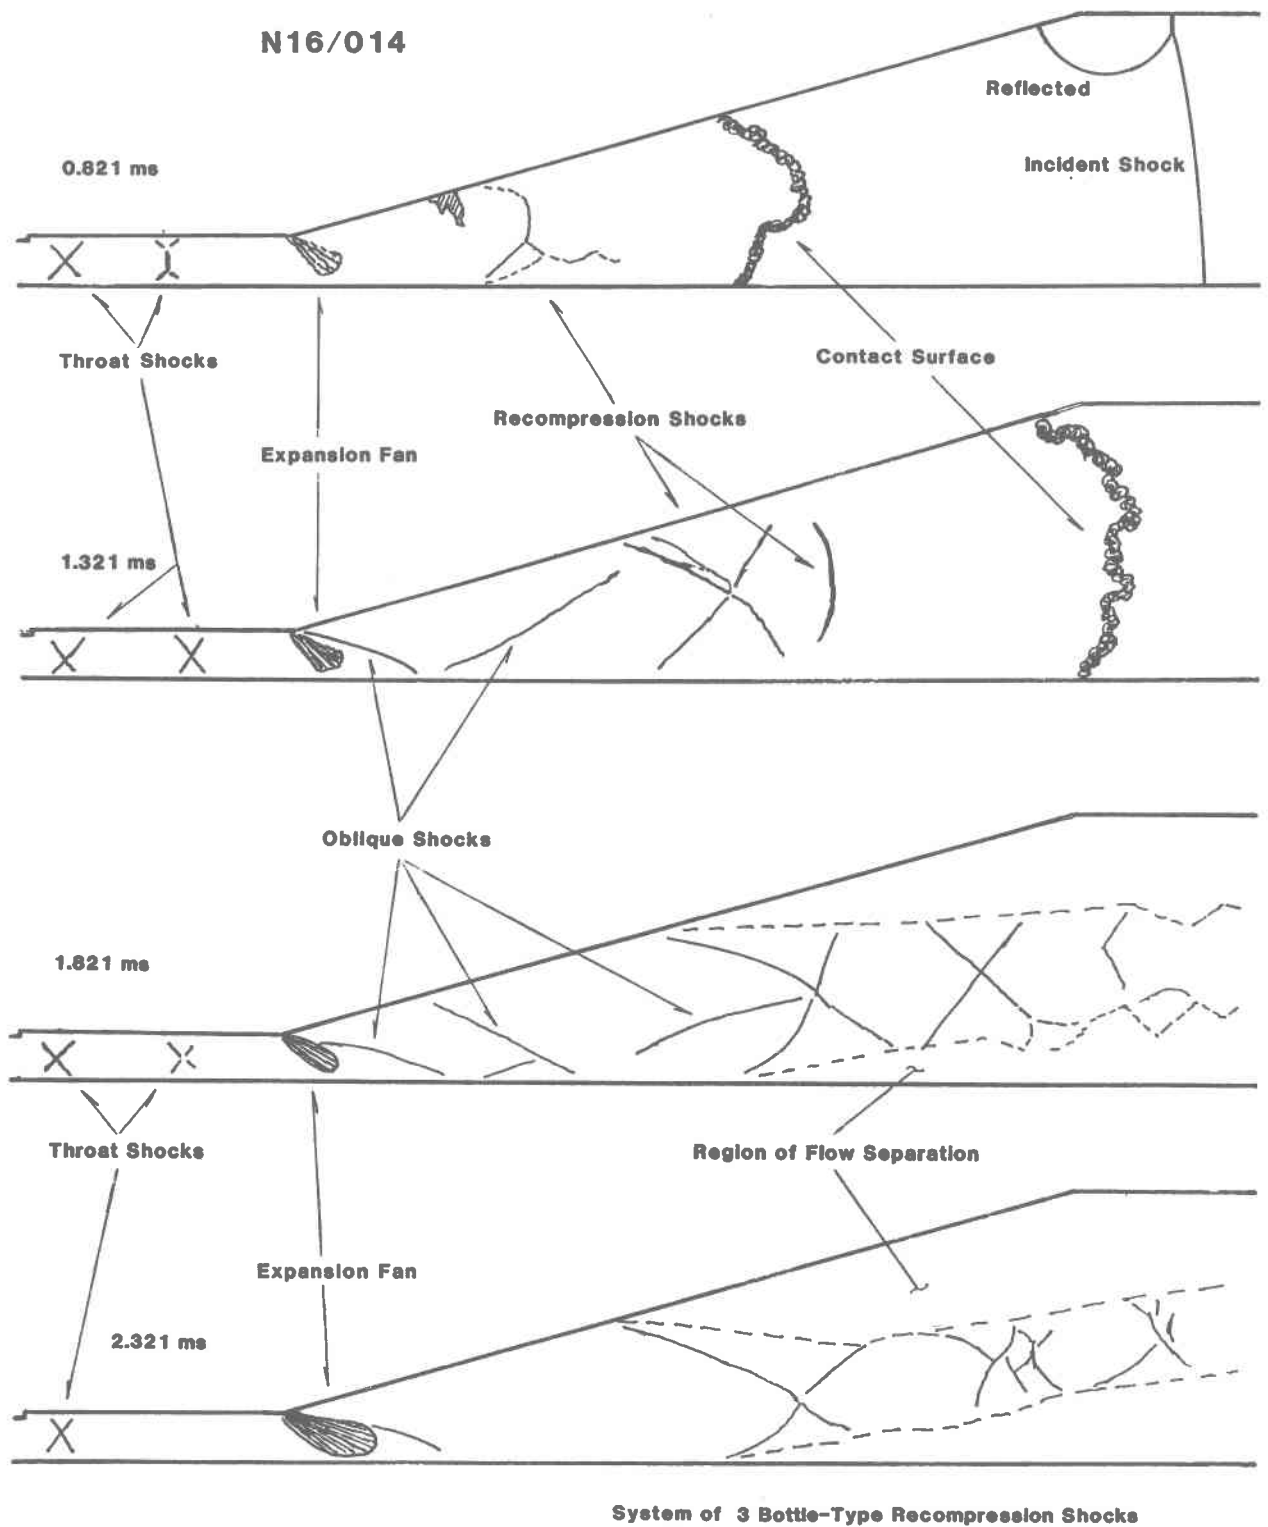 N16/014
Reflected
0.821 ms
Incident Shock
Throat Shocks
Contact Surface
Recompression Shocks
Expansion Fan
1.321 ms
Oblique Shocks
1.821 ms
Throat Shocks
Region of Flow Separation
Expansion Fan
2.321 ms
System of 3 Bottle-Type Recompression Shocks